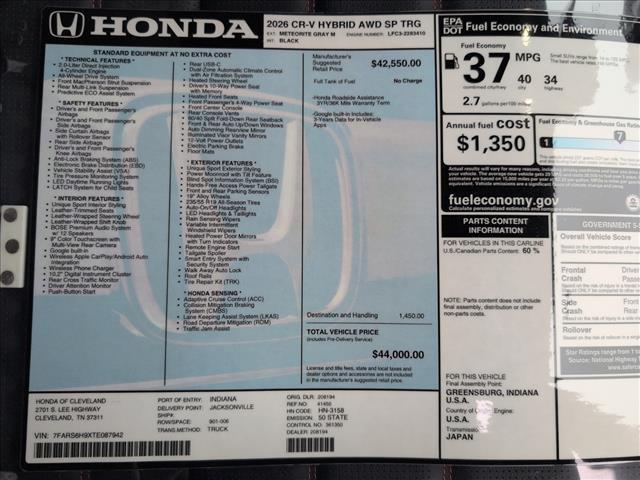 HONDA
2026 CR-V HYBRID AWD SP TRG
EXT: METEORITE GRAY M ENGINE NUMBER: LFC3-2283410
INT: BLACK
STANDARD EQUIPMENT AT NO EXTRA COST
* TECHNICAL FEATURES *
• 2.0-Liter Direct Injection
4-Cylinder Engine
• All-Wheel Drive System
• Front MacPherson Strut Suspension
• Rear Multi-Link Suspension
• Predictive ECO Assist System
* SAFETY FEATURES *
• Driver's and Front Passenger's
Airbags
• Driver's and Front Passenger's
Side Airbags
• Side Curtain Airbags
with Rollover Sensor
• Rear Side Airbags
• Driver's and Front Passenger's
Knee Airbags
• Anti-Lock Braking System (ABS)
• Electronic Brake Distribution (EBD)
• Vehicle Stability Assist (VSA)
• Tire Pressure Monitoring System
• LED Daytime Running Lights
• LATCH System for Child Seats
* INTERIOR FEATURES *
• Unique Sport Interior Styling
• Leather-Trimmed Seats
• Leather-Wrapped Steering Wheel
• Leather-Wrapped Shift Knob
• BOSE Premium Audio System
w/ 12 Speakers
• 9" Color Touchscreen with
Multi-View Rear Camera
• Google built-in
• Wireless Apple CarPlay/Android Auto
Integration
• Wireless Phone Charger
• 10.2" Digital Instrument Cluster
• Rear Cross Traffic Monitor
• Driver Attention Monitor
• Push-Button Start
• Rear USB-C
• Dual-Zone Automatic Climate Control
with Air Filtration System
• Heated Steering Wheel
• Driver's 10-Way Power Seat
with Memory
• Heated Front Seats
• Front Passenger's 4-Way Power Seat
• Front Center Console
• Rear Console Vents
• 60/40 Split Fold-Down Rear Seatback
• Front & Rear Auto Up/Down Windows
• Auto Dimming Rearview Mirror
• Illuminated Visor Vanity Mirrors
• 12-Volt Power Outlets
• Electric Parking Brake
• Floor Mats
* EXTERIOR FEATURES *
• Unique Sport Exterior Styling
• Power Moonroof with Tilt Feature
• Blind Spot Information System (BSI)
• Hands-Free Access Power Tailgate
• Front and Rear Parking Sensors
• 19" Alloy Wheels
• 235/55 R19 All-Season Tires
• Auto-On/Off Headlights
• LED Headlights & Taillights
• Rain Sensing Wipers
• Variable Intermittent
Windshield Wipers
• Heated Power Door Mirrors
with Turn Indicators
• Remote Engine Start
• Tailgate Spoiler
• Smart Entry System with
Security System
• Walk Away Auto Lock
• Roof Rails
• Tire Repair Kit (TRK)
* HONDA SENSING *
• Adaptive Cruise Control (ACC)
• Collision Mitigation Braking
System (CMBS)
• Lane Keeping Assist System (LKAS)
• Road Departure Mitigation (RDM)
• Traffic Jam Assist
Manufacturer's
Suggested
Retail Price $42,550.00
Full Tank of Fuel No Charge
-Honda Roadside Assistance
3YR/36K Mile Warranty Term
-Google built-in Includes:
3-Years Data for In-Vehicle
Apps
Destination and Handling 1,450.00
TOTAL VEHICLE PRICE
(Includes Pre-Delivery Service)
$44,000.00
License and title fees, state and local taxes and
dealer options and accessories are not included
in the manufacturer's suggested retail price.
HONDA OF CLEVELAND
2701 S. LEE HIGHWAY
CLEVELAND, TN 37311
VIN: 7FARS6H9XTE087942
PORT OF ENTRY: INDIANA
DELIVERY POINT: JACKSONVILLE
SHIP#:
ROW/SPACE: 901-006
TRANS.METHOD: TRUCK
ORIG. DLR: 208194
REF NO.: 41455
HN CODE: HN-3158
EMISSION: 50 STATE
CONTROL NO: 361350
DEALER: 208194
EPA
DOT
Fuel Economy and Environment
Fuel Economy
37 MPG
combined city/hwy
40
city
34
highway
2.7 gallons per 100 miles
Annual fuel COST
$1,350
Fuel Economy & Greenhouse Gas Rating
1
7
fueleconomy.gov
Calculate personalized estimates and compare vehicles
PARTS CONTENT
INFORMATION
FOR VEHICLES IN THIS CARLINE:
U.S./Canadian Parts Content: 60 %
NOTE: Parts content does not include
final assembly, distribution or other
non-parts costs.
FOR THIS VEHICLE
Final Assembly Point:
GREENSBURG, INDIANA
U.S.A.
Country of Origin:
Engine:
U.S.A.
Transmission:
JAPAN
GOVERNMENT 5-
Overall Vehicle Score
Frontal
Crash
Side
Crash
Rollover
Star Ratings range from 1 to
Source: National Highway
www.safercar